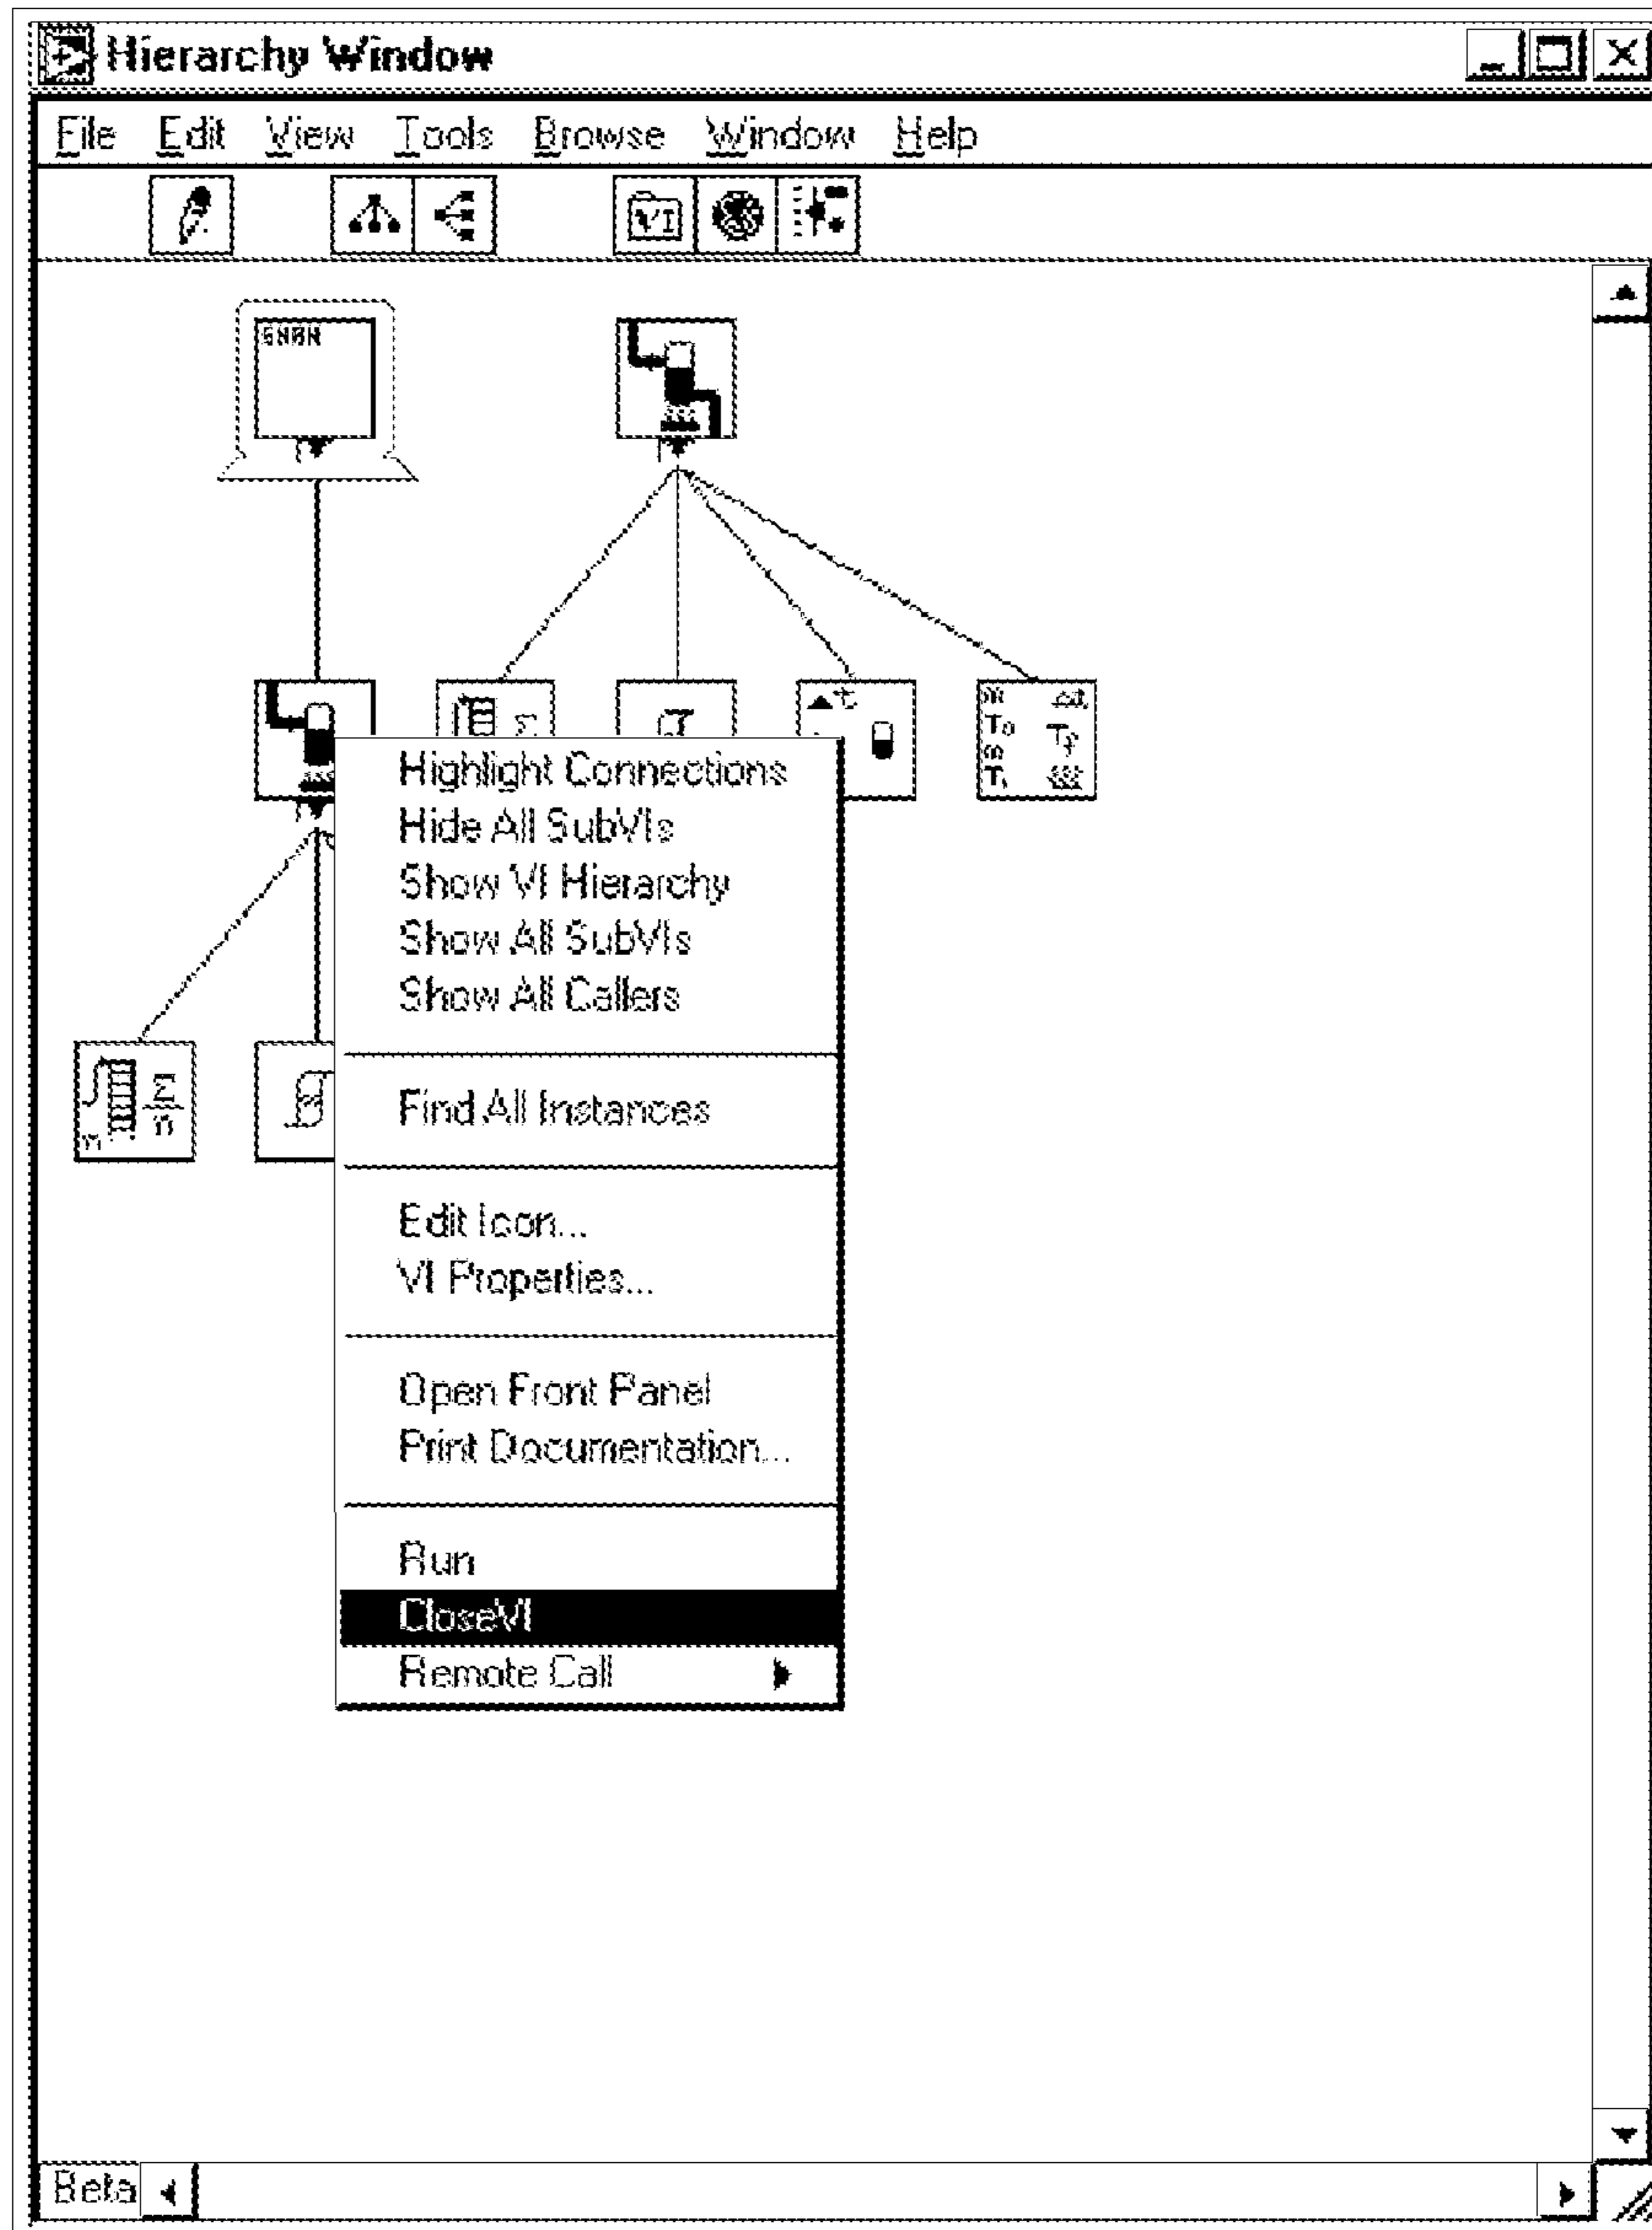 Hierarchy Window
File Edit View Tools Browse Window Help
VI
Highlight Connections
Hide All SubVIs
Show VI Hierarchy
Show All SubVIs
Show All Callers
Find All Instances
Edit Icon...
VI Properties...
Open Front Panel
Print Documentation...
Run
CloseVI
Remote Call
Beta